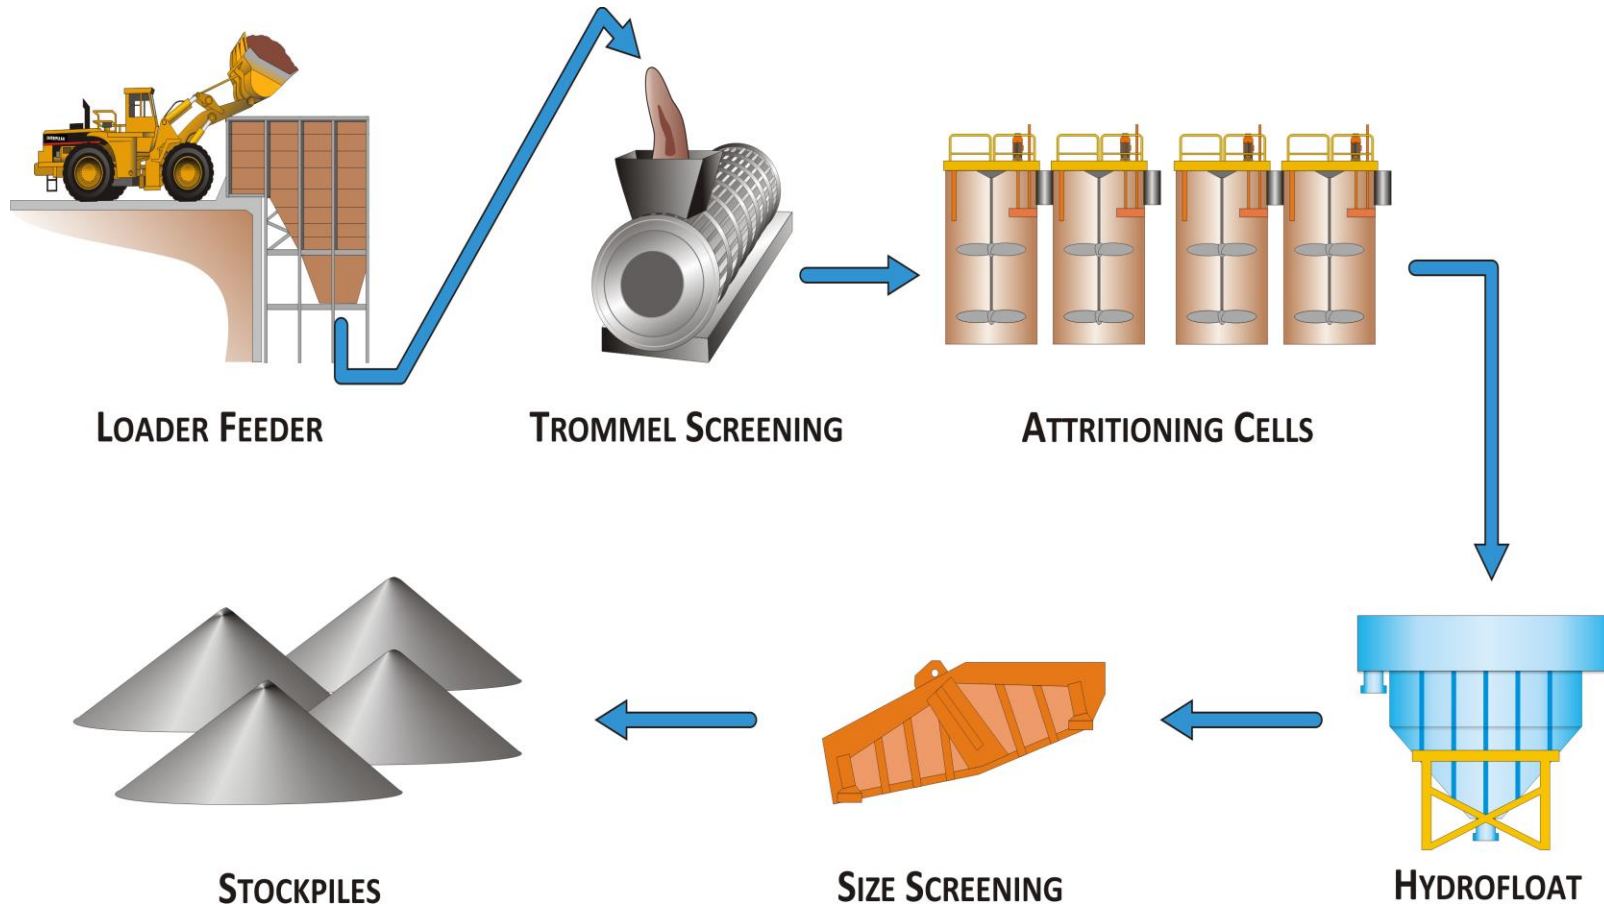 LOADER FEEDER
TROMMEL SCREENING
ATTRITIONING CELLS
STOCKPILES
SIZE SCREENING
HYDROFLOAT